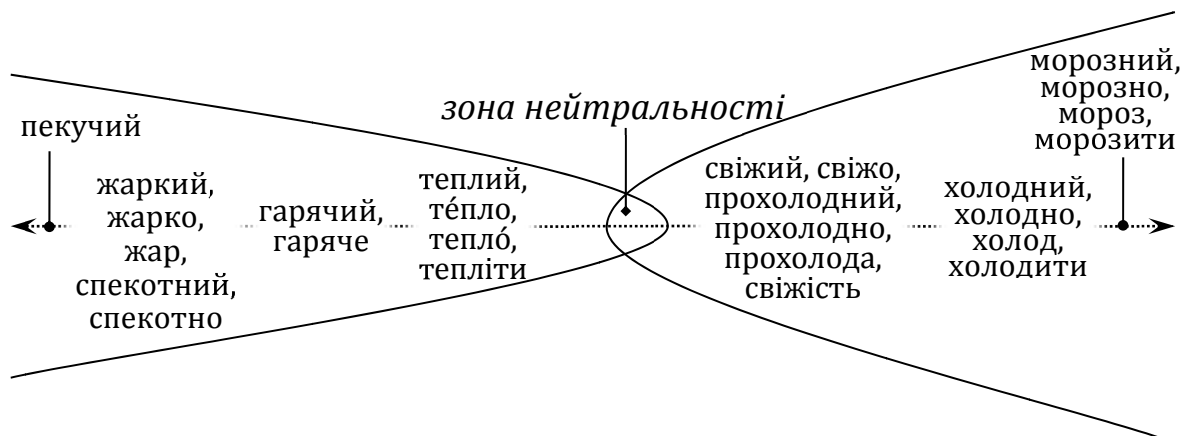 пекучий
жаркий,
жарко,
жар,
спекотний,
спекотно
гарячий,
гаряче
теплий,
те́пло,
тепло́,
тепліти
зона нейтральності
свіжий, свіжо,
прохолодний,
прохолодно,
прохолода,
свіжість
холодний,
холодно,
холод,
холодити
морозний,
морозно,
мороз,
морозити